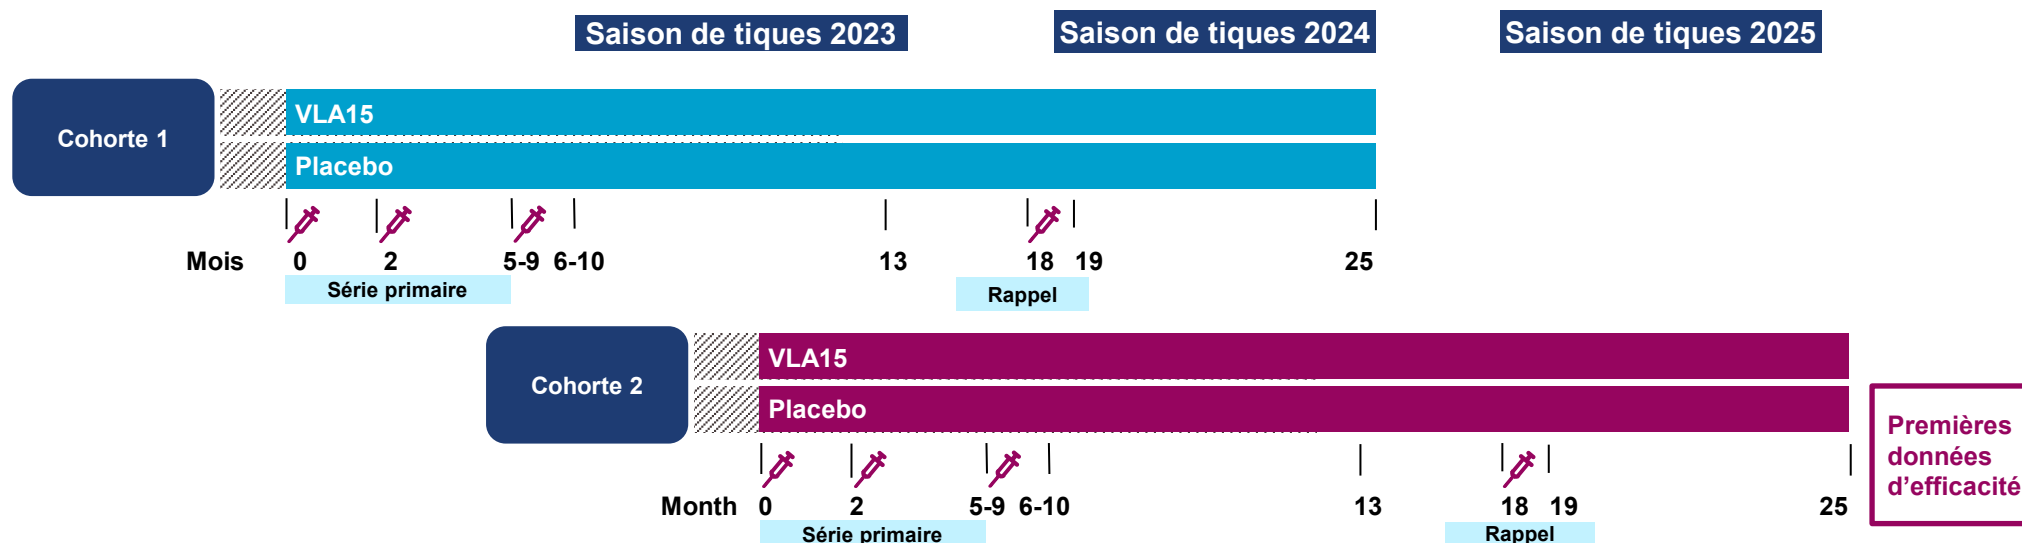 Saison de tiques 2023
Saison de tiques 2024
Saison de tiques 2025
Cohorte 1
VLA15
Placebo
Mois 0 2 5-9 6-10 13 18 19 25
Série primaire
Rappel
Cohorte 2
VLA15
Placebo
Month 0 2 5-9 6-10 13 18 19 25
Série primaire
Rappel
Premières
données
d'efficacité